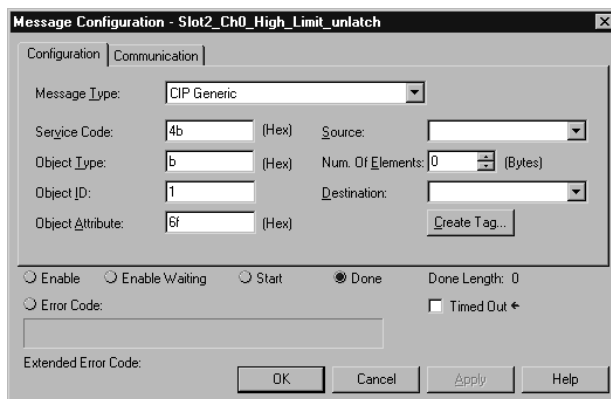 Message Configuration - Slot2_Ch0_High_Limit_unlatch
Configuration Communication
Message Type: CIP Generic
Service Code: 4b (Hex) Source:
Object Type: b (Hex) Num. Of Elements: 0 (Bytes)
Object ID: 1 Destination:
Object Attribute: 6f (Hex) Create Tag...
Enable Enable Waiting Start Done Done Length: 0
Error Code: Timed Out ←
Extended Error Code:
OK Cancel Apply Help